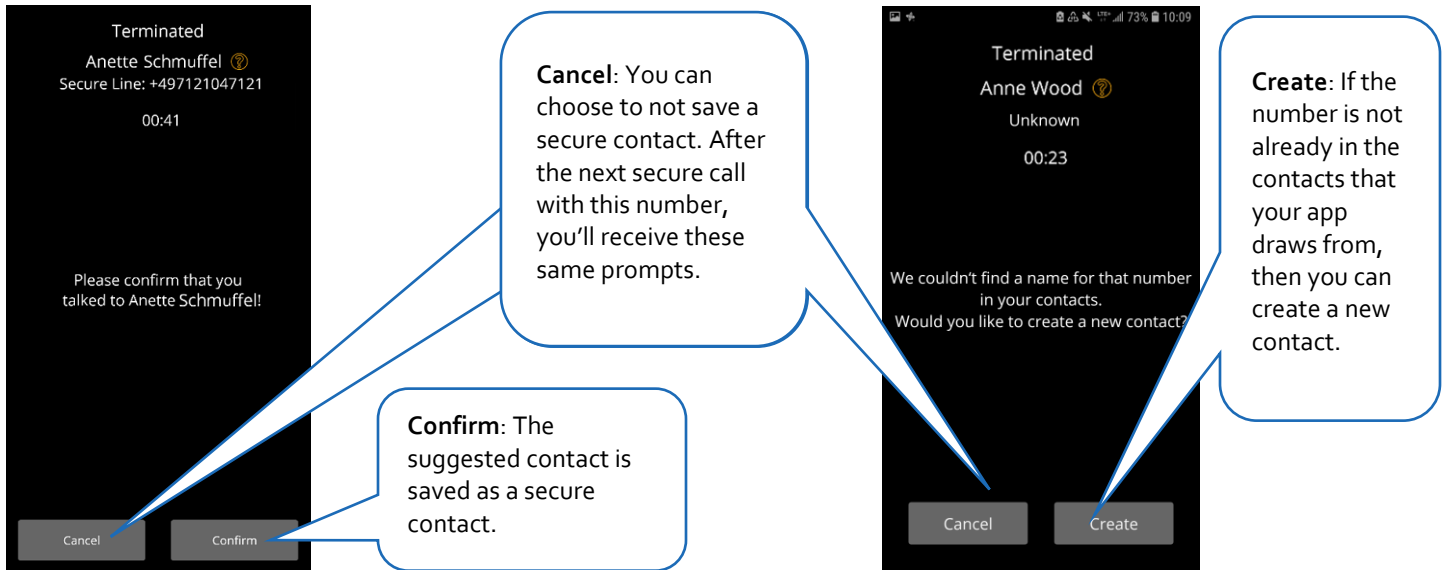 Terminated
Anette Schmuffel ?
Secure Line: +497121047121
00:41
Please confirm that you
talked to Anette Schmuffel!
Cancel
Confirm
Cancel: You can
choose to not save a
secure contact. After
the next secure call
with this number,
you’ll receive these
same prompts.
Confirm: The
suggested contact is
saved as a secure
contact.
LTE+ 73% 10:09
Terminated
Anne Wood ?
Unknown
00:23
We couldn't find a name for that number
in your contacts.
Would you like to create a new contact?
Cancel
Create
Create: If the
number is not
already in the
contacts that
your app
draws from,
then you can
create a new
contact.